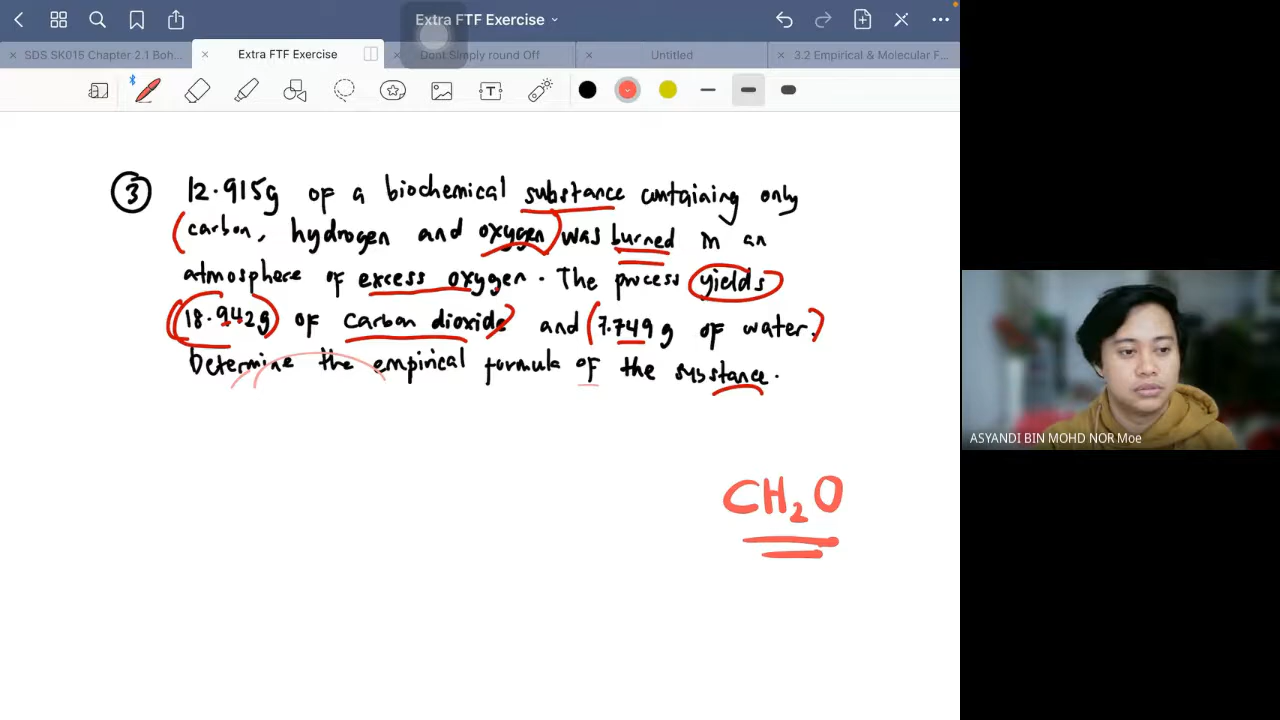 Extra FTF Exercise
SDS SK015 Chapter 2.1 Boh...
Extra FTF Exercise
Dont Simply round Off
Untitled
3.2 Empirical & Molecular F...
T
3 12.915g of a biochemical substance containing only
carbon, hydrogen and oxygen was burned in an
atmosphere of excess oxygen. The process yields
18.942g of carbon dioxide and 7.749g of water.
Determine the empirical formula of the substance.
CH2O
ASYANDI BIN MOHD NOR Moe